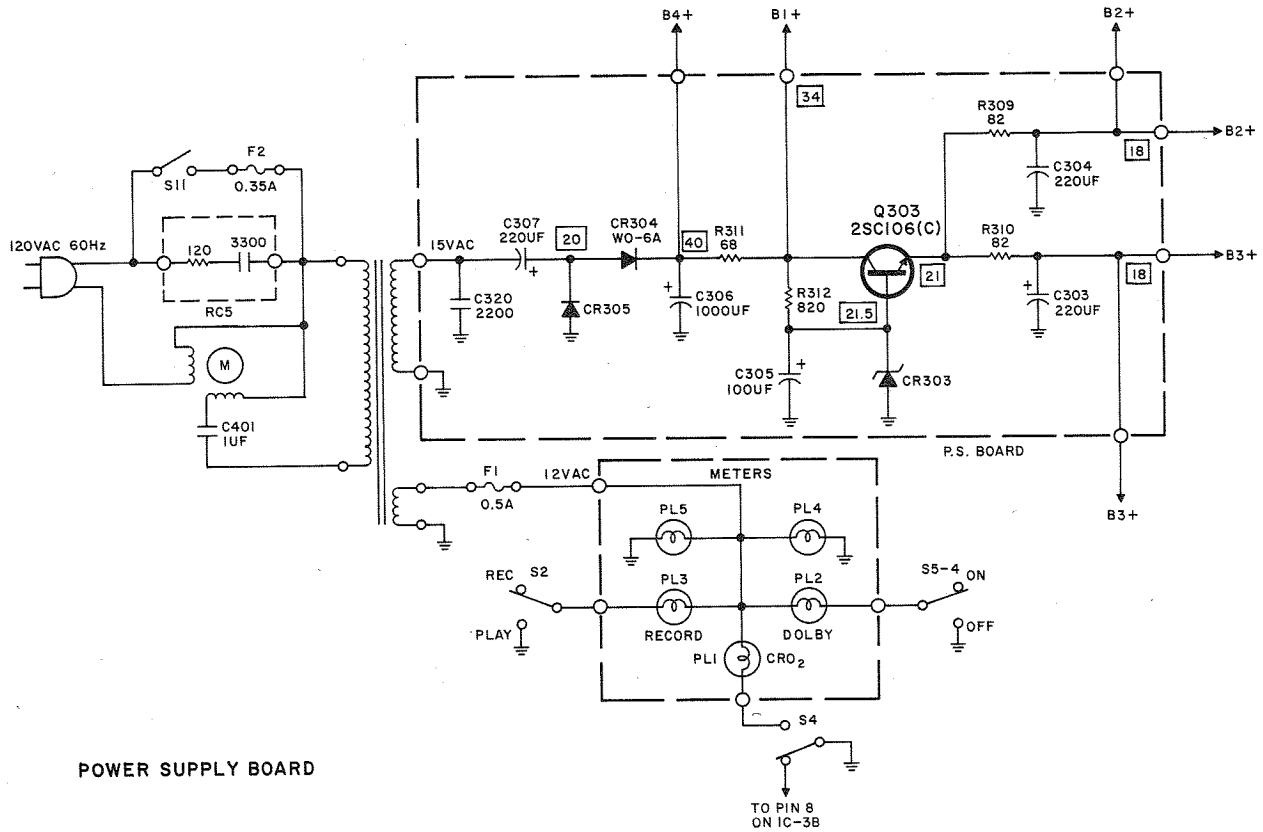 B4+
B1+
B2+
34
R309
82
B2+
18
C304
220UF
S11
F2
0.35A
120VAC 60Hz
120
3300
RC5
15VAC
C307
220UF
+
20
CR304
WO-6A
40
R311
68
Q303
2SC106(C)
21
R310
82
B3+
18
C320
2200
CR305
+
C306
1000UF
R312
820
21.5
+
C303
220UF
M
C401
1UF
C305
100UF
+
CR303
P.S. BOARD
B3+
F1
0.5A
12VAC
METERS
PL5
PL4
REC
S2
PL3
PL2
S5-4
ON
PLAY
RECORD
DOLBY
OFF
PL1
CRO2
S4
POWER SUPPLY BOARD
TO PIN 8
ON IC-3B